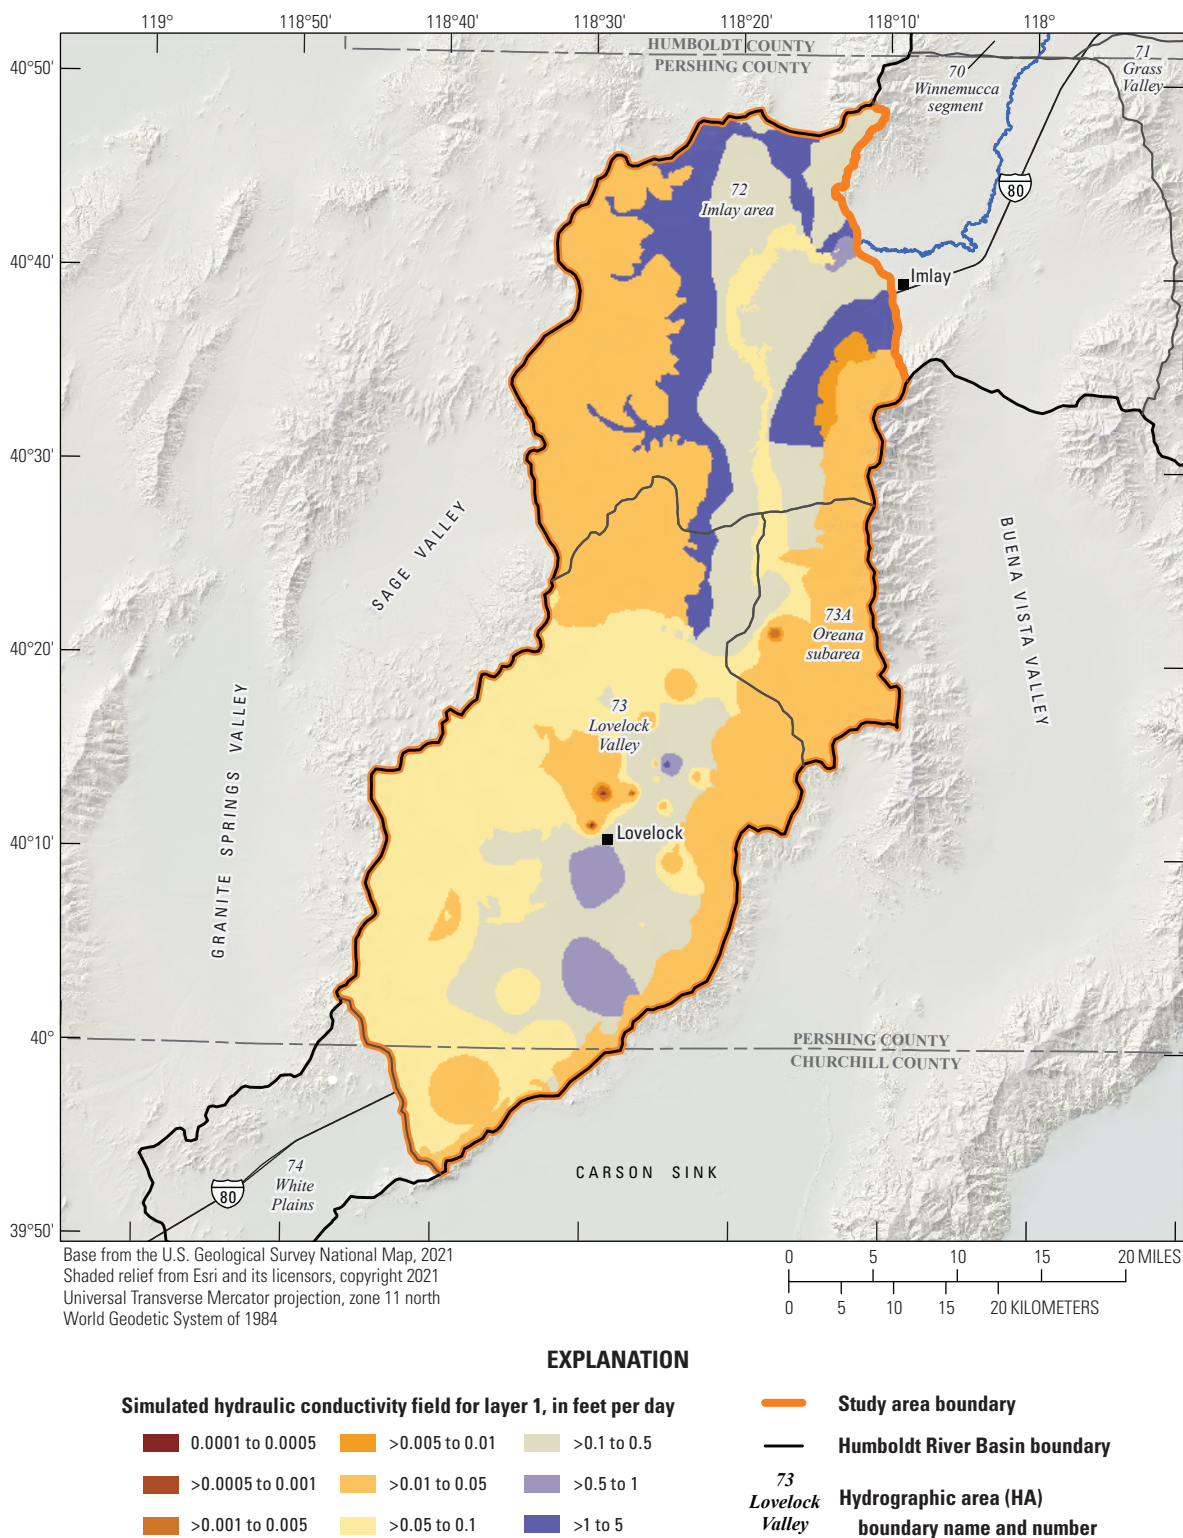 119° 118°50' 118°40' 118°30' 118°20' 118°10' 118°
40°50'
40°40'
40°30'
40°20'
40°10'
40°
39°50'
HUMBOLDT COUNTY
PERSHING COUNTY
70
Winnemucca
segment
71
Grass
Valley
80
72
Imlay area
Imlay
SAGE VALLEY
BUENA VISTA VALLEY
73A
Oreana
subarea
GRANITE SPRINGS VALLEY
73
Lovelock
Valley
Lovelock
PERSHING COUNTY
CHURCHILL COUNTY
74
White
Plains
80
CARSON SINK
Base from the U.S. Geological Survey National Map, 2021
Shaded relief from Esri and its licensors, copyright 2021
Universal Transverse Mercator projection, zone 11 north
World Geodetic System of 1984
0 5 10 15 20 MILES
0 5 10 15 20 KILOMETERS
EXPLANATION
Simulated hydraulic conductivity field for layer 1, in feet per day
0.0001 to 0.0005
>0.0005 to 0.001
>0.001 to 0.005
>0.005 to 0.01
>0.01 to 0.05
>0.05 to 0.1
>0.1 to 0.5
>0.5 to 1
>1 to 5
Study area boundary
Humboldt River Basin boundary
73
Lovelock
Valley
Hydrographic area (HA)
boundary name and number